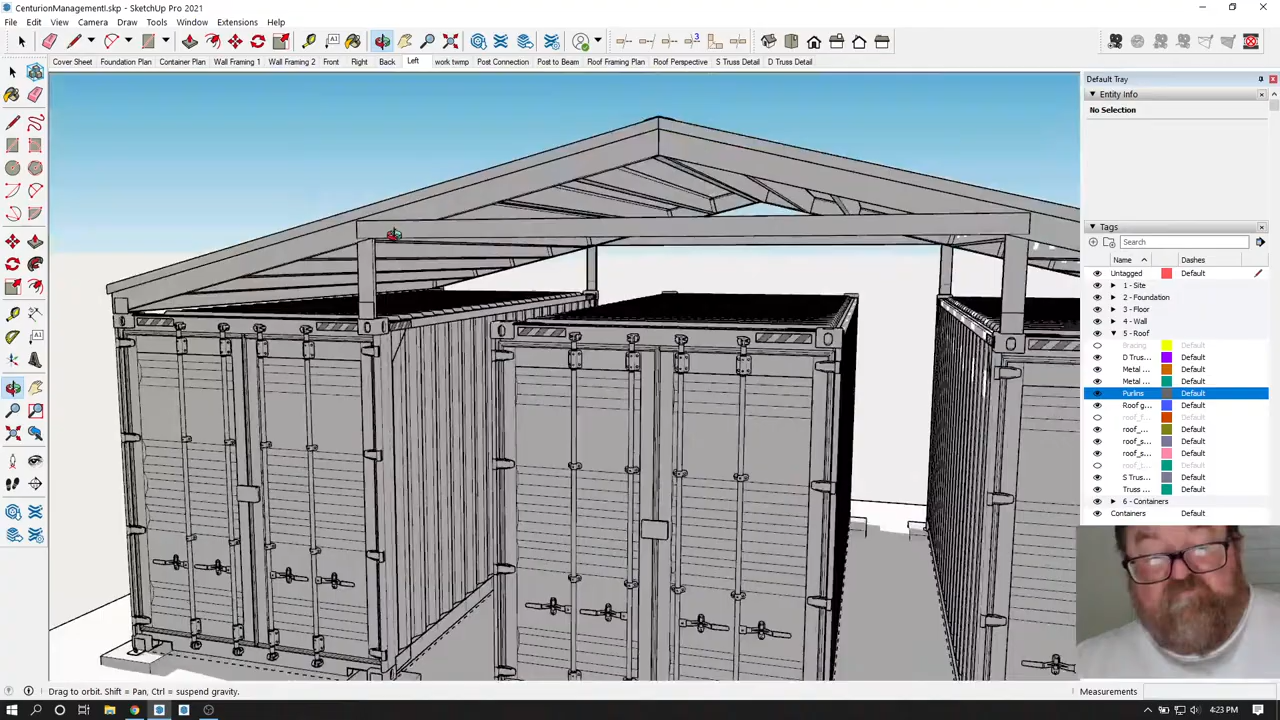 CenturionManagementI.skp - SketchUp Pro 2021
File Edit View Camera Draw Tools Window Extensions Help
Cover Sheet Foundation Plan Container Plan Wall Framing 1 Wall Framing 2 Front Right Back Left work twmp Post Connection Post to Beam Roof Framing Plan Roof Perspective S Truss Detail D Truss Detail
Default Tray
Entity Info
No Selection
Tags
Search
Name Dashes
Untagged Default
1 - Site
2 - Foundation
3 - Floor
4 - Wall
5 - Roof
Bracing Default
D Trus... Default
Metal ... Default
Metal ... Default
Purlins Default
Roof g... Default
roof_f... Default
roof_... Default
roof_s... Default
roof_s... Default
roof_t... Default
S Trus... Default
Truss ... Default
6 - Containers
Containers Default
Drag to orbit. Shift = Pan, Ctrl = suspend gravity.
Measurements
4:23 PM